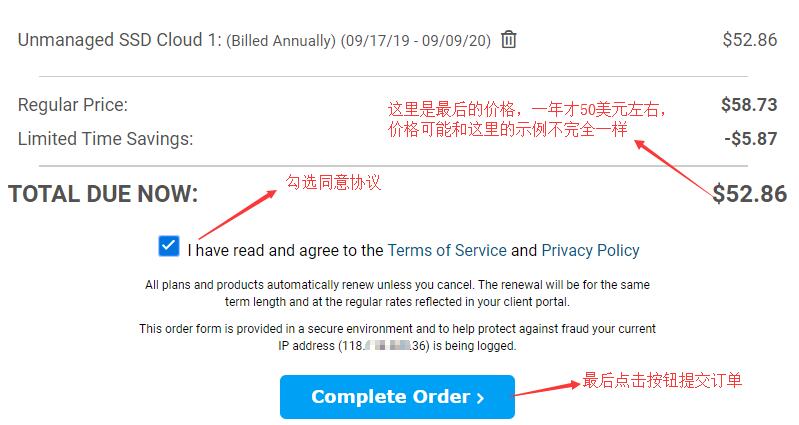 Unmanaged SSD Cloud 1: (Billed Annually) (09/17/19 - 09/09/20) $52.86
Regular Price: $58.73
这里是最后的价格，一年才50美元左右，
价格可能和这里的示例不完全一样
Limited Time Savings: -$5.87
勾选同意协议
TOTAL DUE NOW: $52.86
I have read and agree to the Terms of Service and Privacy Policy
All plans and products automatically renew unless you cancel. The renewal will be for the same
term length and at the regular rates reflected in your client portal.
This order form is provided in a secure environment and to help protect against fraud your current
IP address (118. .36) is being logged.
Complete Order ›
最后点击按钮提交订单